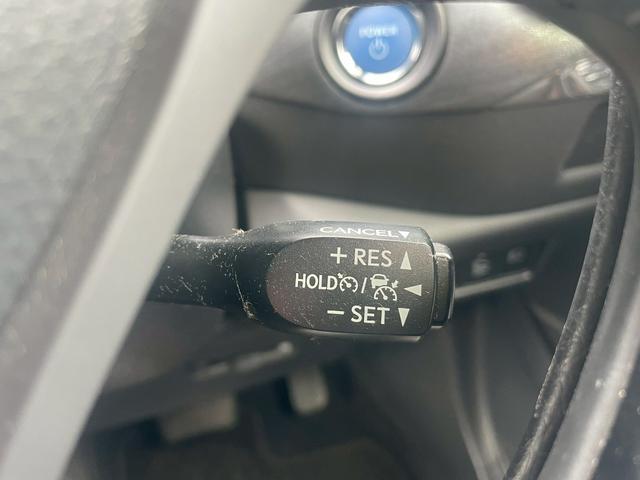 POWER
CANCEL▼
+ RES ▲
HOLD / ◄
− SET ▼